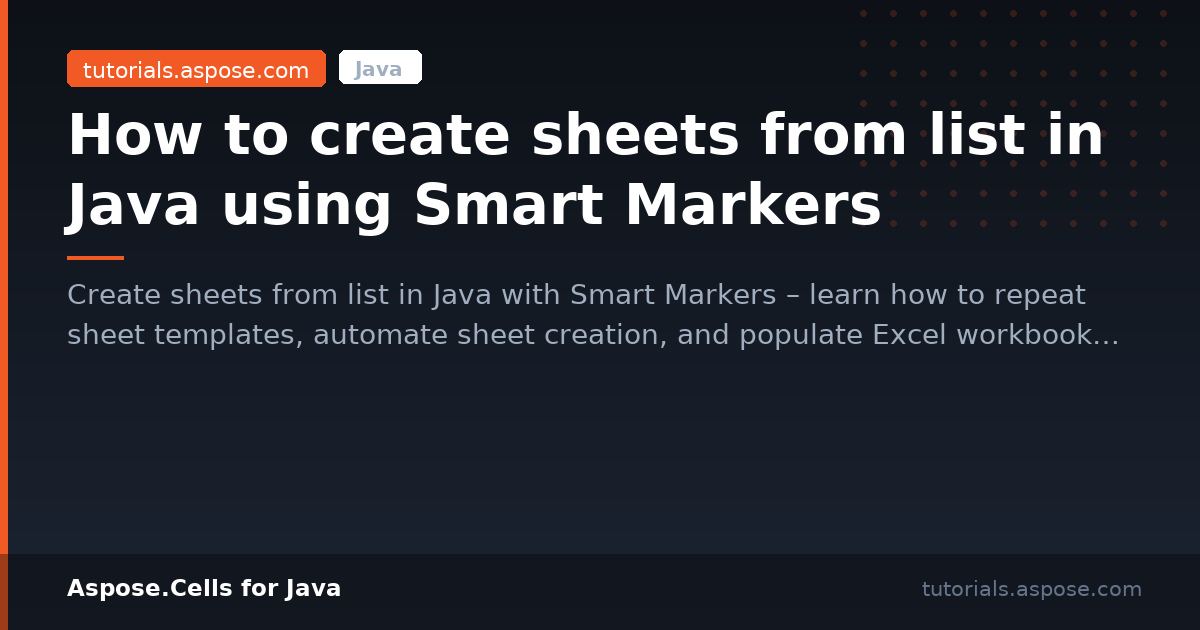 tutorials.aspose.com
Java
How to create sheets from list in
Java using Smart Markers
Create sheets from list in Java with Smart Markers – learn how to repeat
sheet templates, automate sheet creation, and populate Excel workbook...
Aspose.Cells for Java
tutorials.aspose.com